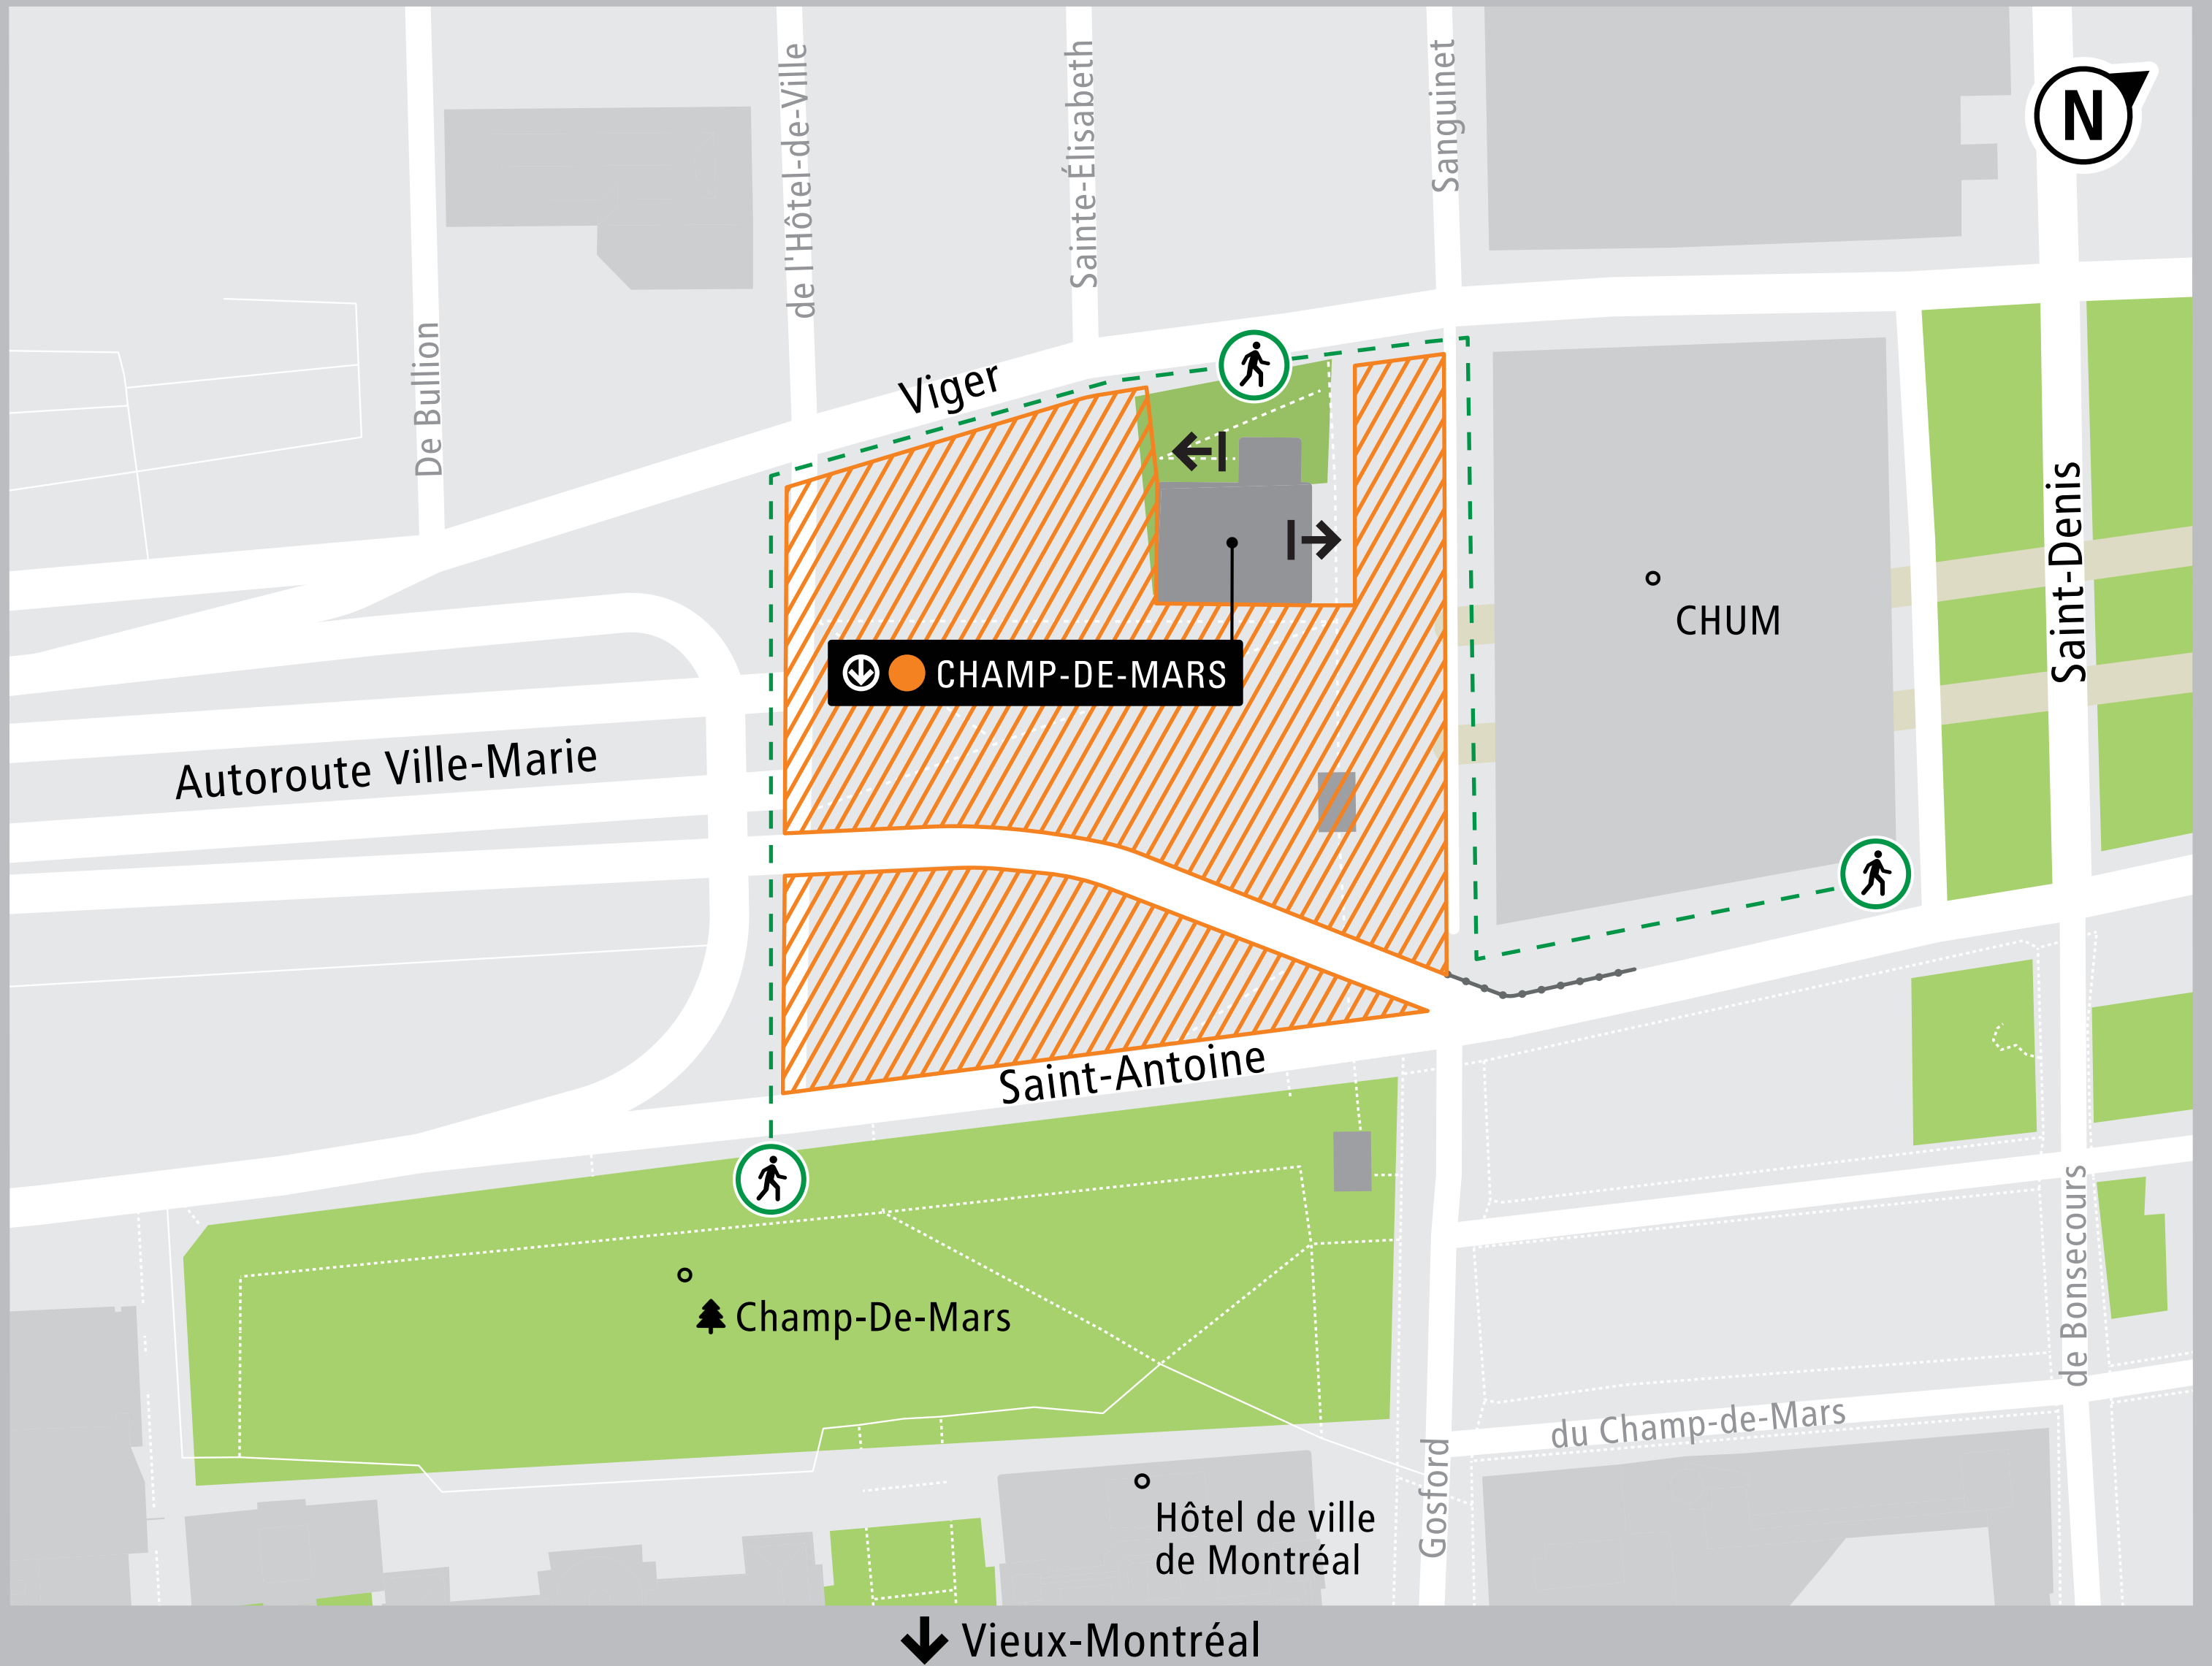 de l'Hôtel-de-Ville
Sainte-Élisabeth
Sanguinet
N
De Bullion
Viger
Saint-Denis
CHUM
CHAMP-DE-MARS
Autoroute Ville-Marie
Saint-Antoine
de Bonsecours
Champ-De-Mars
du Champ-de-Mars
Gosford
Hôtel de ville
de Montréal
Vieux-Montréal